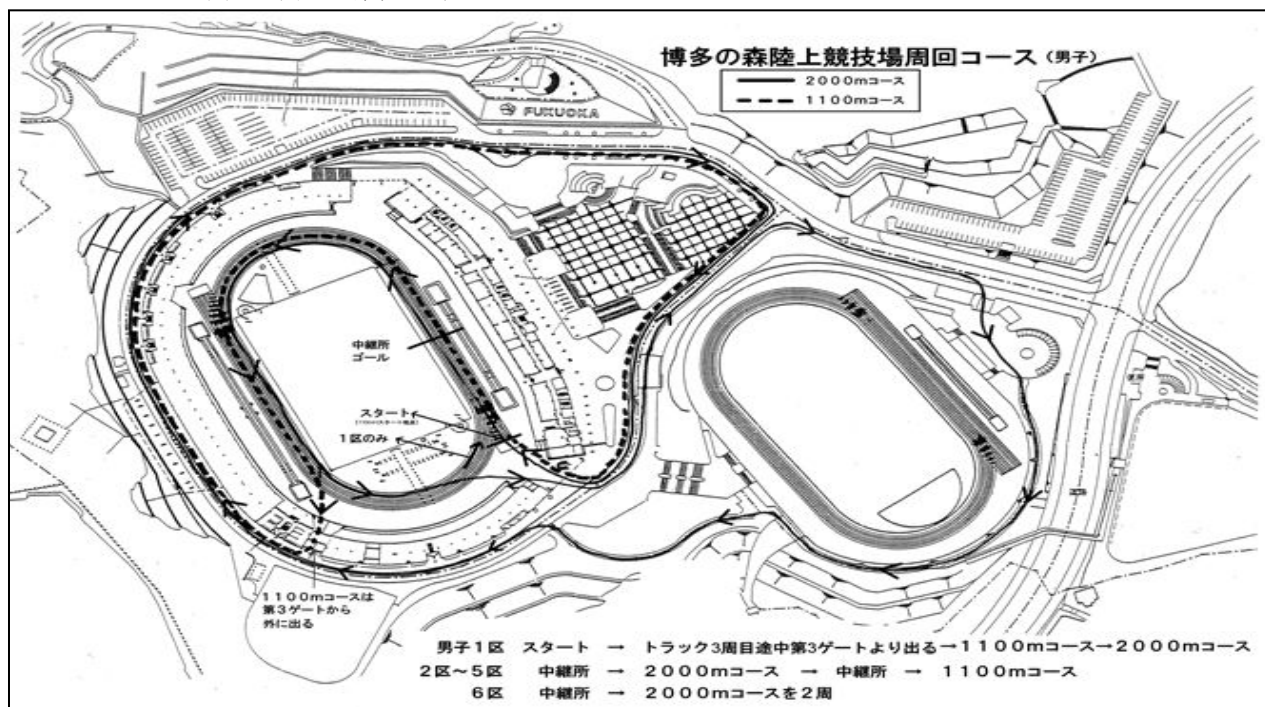 博多の森陸上競技場周回コース（男子）
2000mコース
1100mコース
FUKUOKA
中継所
ゴール
スタート
1区のみ
1100mコースは
第3ゲートから
外に出る
男子1区 スタート → トラック3周目途中第3ゲートより出る→1100mコース→2000mコース
2区～5区 中継所 → 2000mコース → 中継所 → 1100mコース
6区 中継所 → 2000mコースを2周